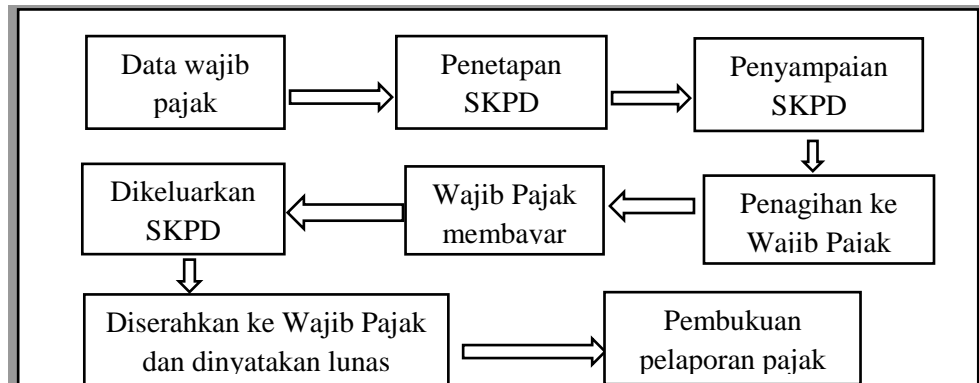 Data wajib
pajak
Penetapan
SKPD
Penyampaian
SKPD
Penagihan ke
Wajib Pajak
Wajib Pajak
membayar
Dikeluarkan
SKPD
Diserahkan ke Wajib Pajak
dan dinyatakan lunas
Pembukuan
pelaporan pajak